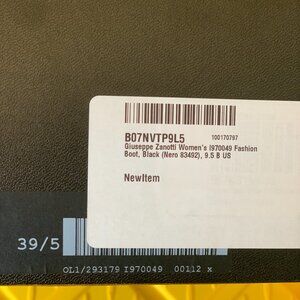 B07NVTP9L5
100170797
Giuseppe Zanotti Women's I970049 Fashion
Boot, Black (Nero 83492), 9.5 B US
NewItem
39/5
OL1/293179 I970049 00112 x